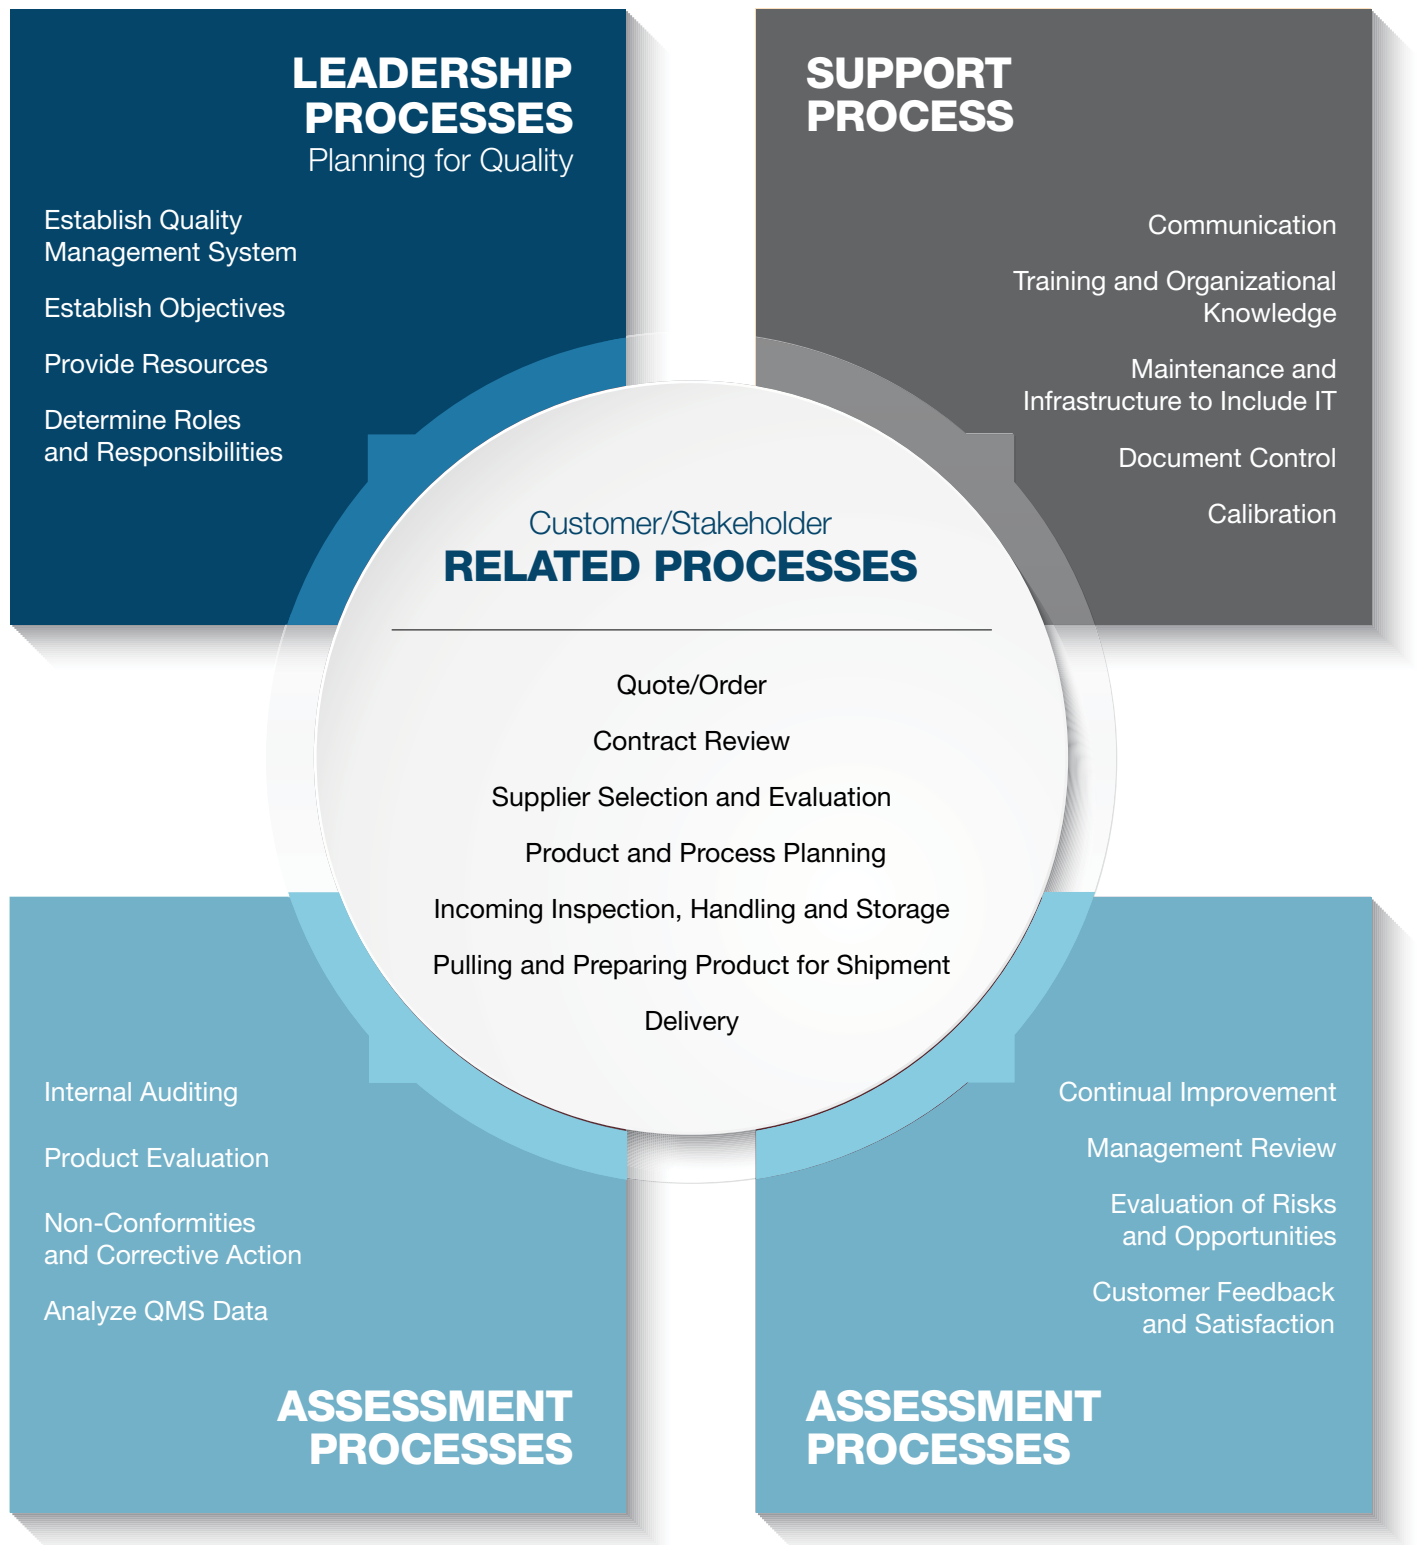 LEADERSHIP
PROCESSES
Planning for Quality
Establish Quality
Management System
Establish Objectives
Provide Resources
Determine Roles
and Responsibilities
SUPPORT
PROCESS
Communication
Training and Organizational
Knowledge
Maintenance and
Infrastructure to Include IT
Document Control
Calibration
Customer/Stakeholder
RELATED PROCESSES
Quote/Order
Contract Review
Supplier Selection and Evaluation
Product and Process Planning
Incoming Inspection, Handling and Storage
Pulling and Preparing Product for Shipment
Delivery
Internal Auditing
Product Evaluation
Non-Conformities
and Corrective Action
Analyze QMS Data
ASSESSMENT
PROCESSES
Continual Improvement
Management Review
Evaluation of Risks
and Opportunities
Customer Feedback
and Satisfaction
ASSESSMENT
PROCESSES